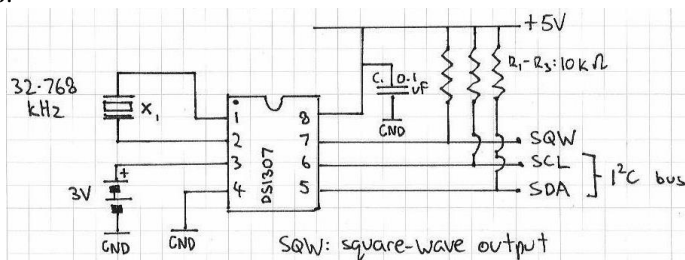 +5V
32.768
kHz
X1
R1-R3:10kΩ
C1 0.1
uF
GND
1
2
3
4
8
7
6
5
DS1307
SQW
SCL
SDA
I²C bus
+
3V
GND
GND
SQW: square-wave output